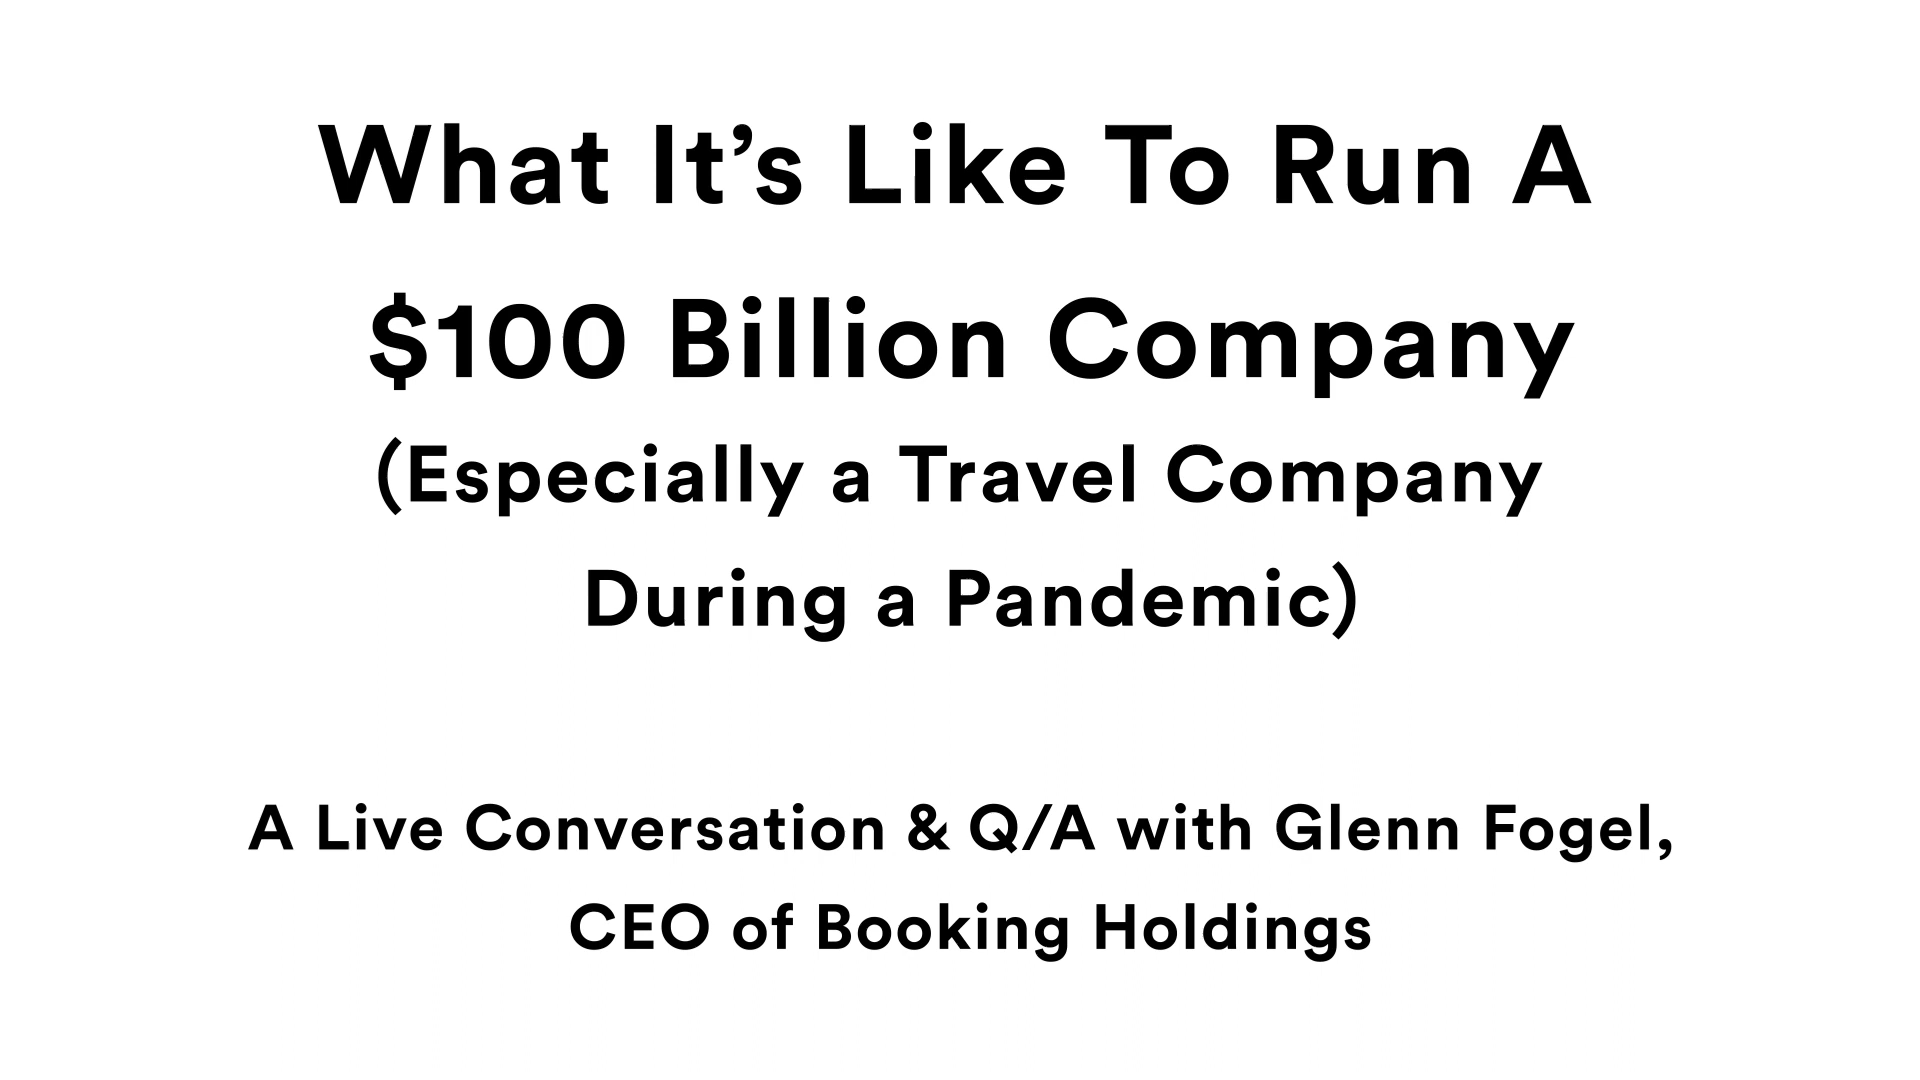 What It’s Like To Run A
$100 Billion Company
(Especially a Travel Company
During a Pandemic)
A Live Conversation & Q/A with Glenn Fogel,
CEO of Booking Holdings